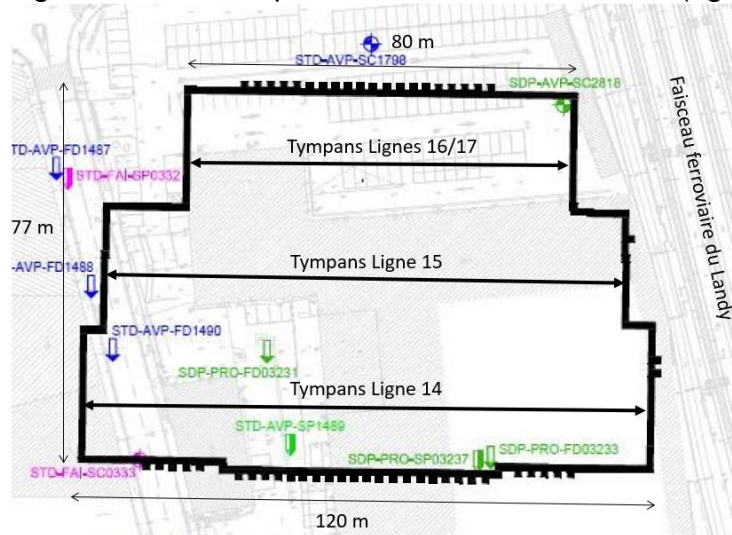 80 m
STD-AVP-SC1798
SDP-AVP-SC2818
TD-AVP-FD1487
STD-FAI-SP0332
Tympans Lignes 16/17
Faisceau ferroviaire du Landy
77 m
-AVP-FD1488
Tympans Ligne 15
STD-AVP-FD1490
SDP-PRO-FD03231
Tympans Ligne 14
STD-AVP-SP1489
SDP-PRO-SP03237
SDP-PRO-FD03233
STD-FAI-SC0333
120 m